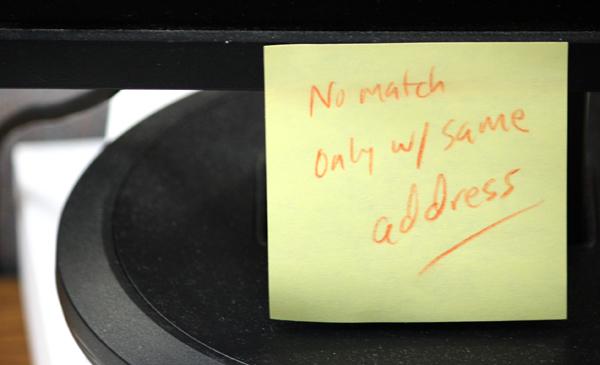 No match
only w/ same
address